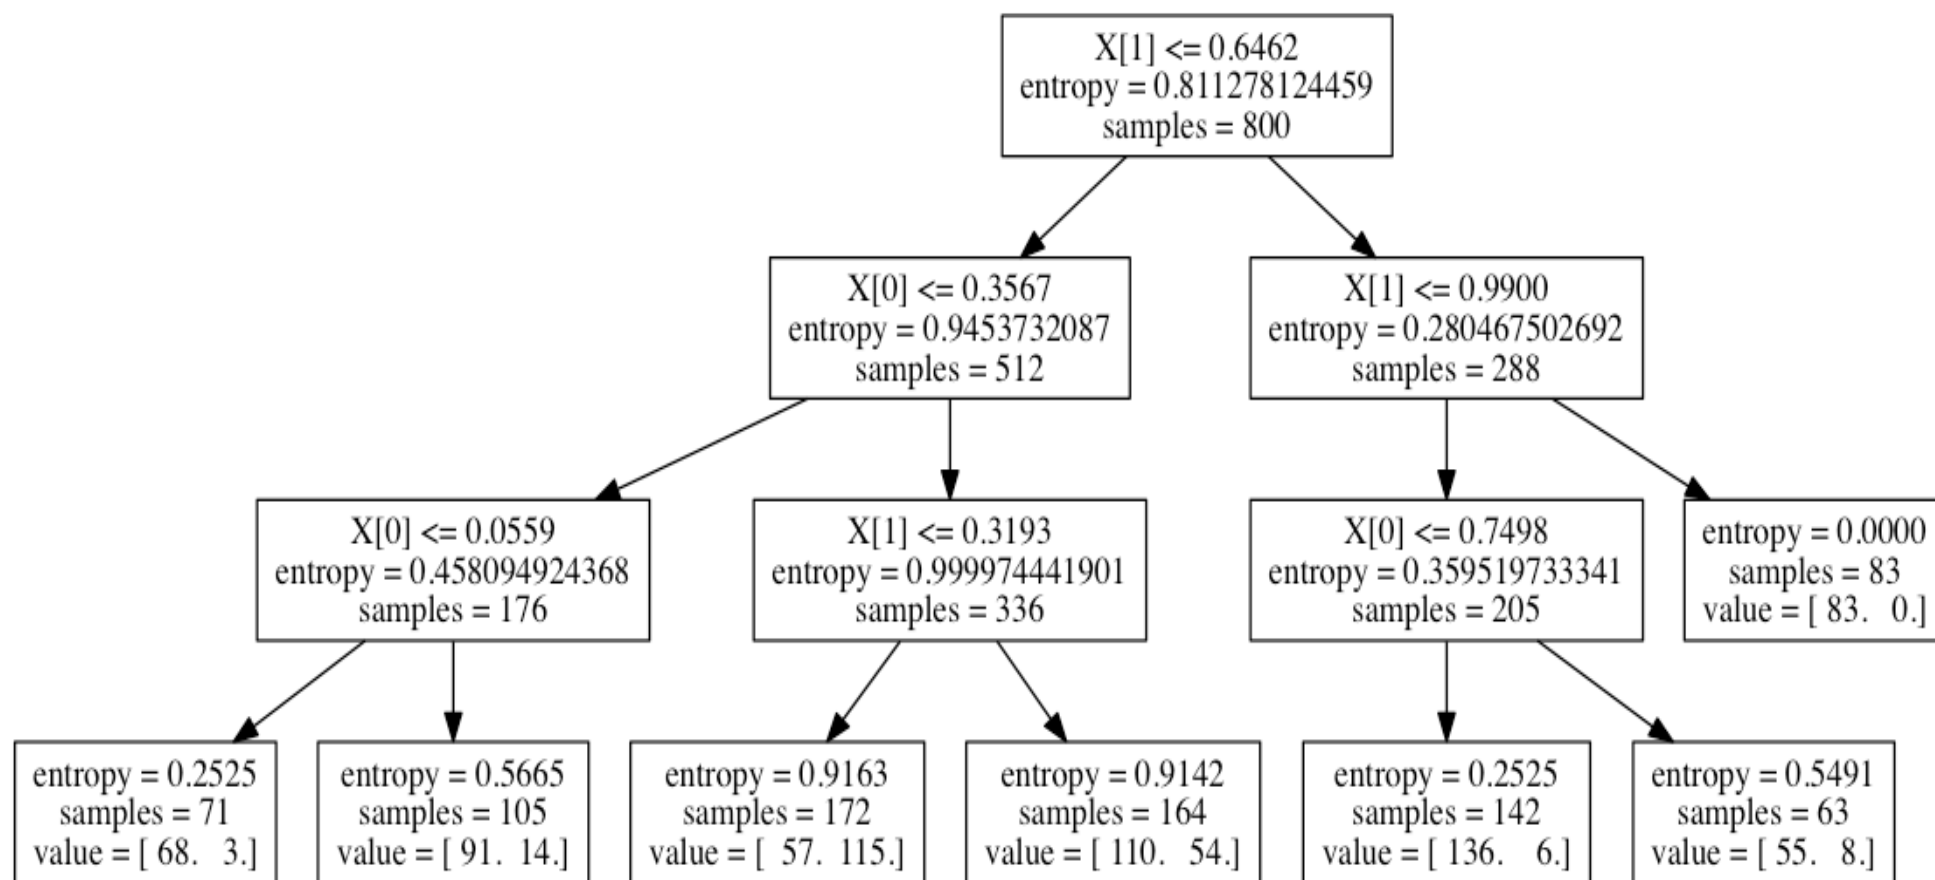 X[1] <= 0.6462
entropy = 0.811278124459
samples = 800
X[0] <= 0.3567
entropy = 0.9453732087
samples = 512
X[1] <= 0.9900
entropy = 0.280467502692
samples = 288
X[0] <= 0.0559
entropy = 0.458094924368
samples = 176
X[1] <= 0.3193
entropy = 0.999974441901
samples = 336
X[0] <= 0.7498
entropy = 0.359519733341
samples = 205
entropy = 0.0000
samples = 83
value = [ 83.   0.]
entropy = 0.2525
samples = 71
value = [ 68.   3.]
entropy = 0.5665
samples = 105
value = [ 91.  14.]
entropy = 0.9163
samples = 172
value = [  57.  115.]
entropy = 0.9142
samples = 164
value = [ 110.   54.]
entropy = 0.2525
samples = 142
value = [ 136.    6.]
entropy = 0.5491
samples = 63
value = [ 55.   8.]